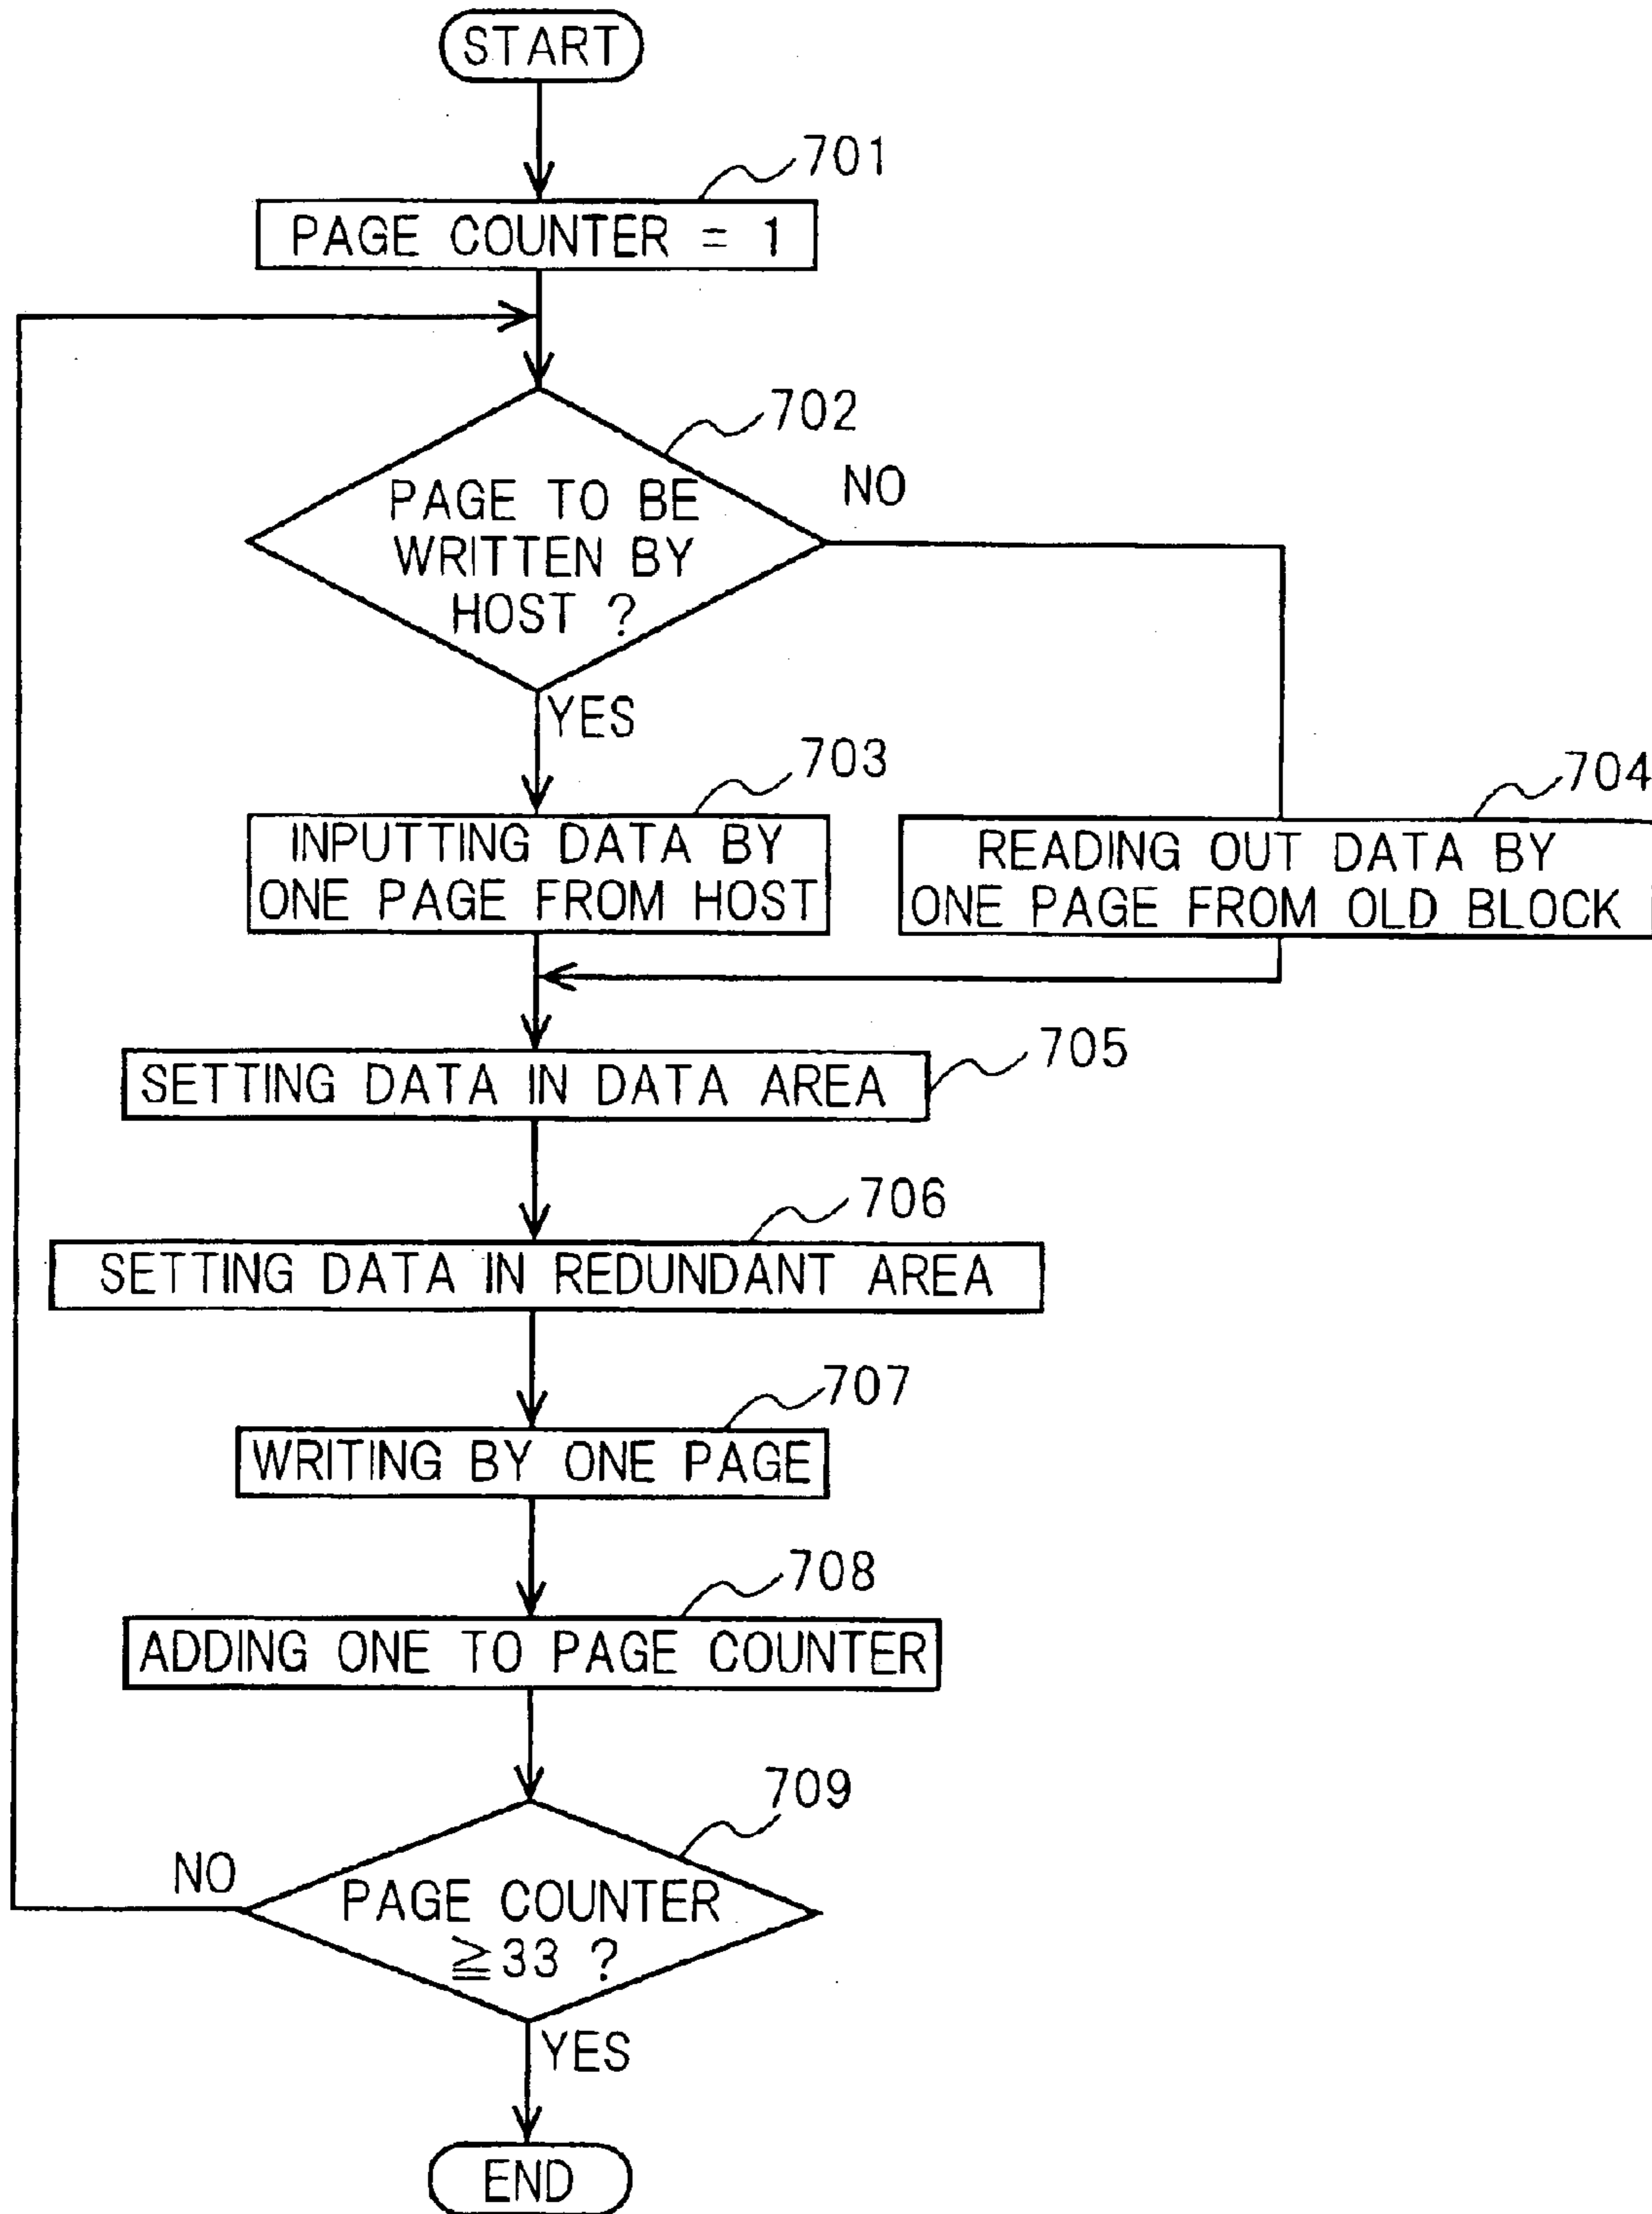 START
701
PAGE COUNTER = 1
702
PAGE TO BE
WRITTEN BY
HOST ?
NO
YES
703
INPUTTING DATA BY
ONE PAGE FROM HOST
704
READING OUT DATA BY
ONE PAGE FROM OLD BLOCK
705
SETTING DATA IN DATA AREA
706
SETTING DATA IN REDUNDANT AREA
707
WRITING BY ONE PAGE
708
ADDING ONE TO PAGE COUNTER
709
NO
PAGE COUNTER
≧33 ?
YES
END